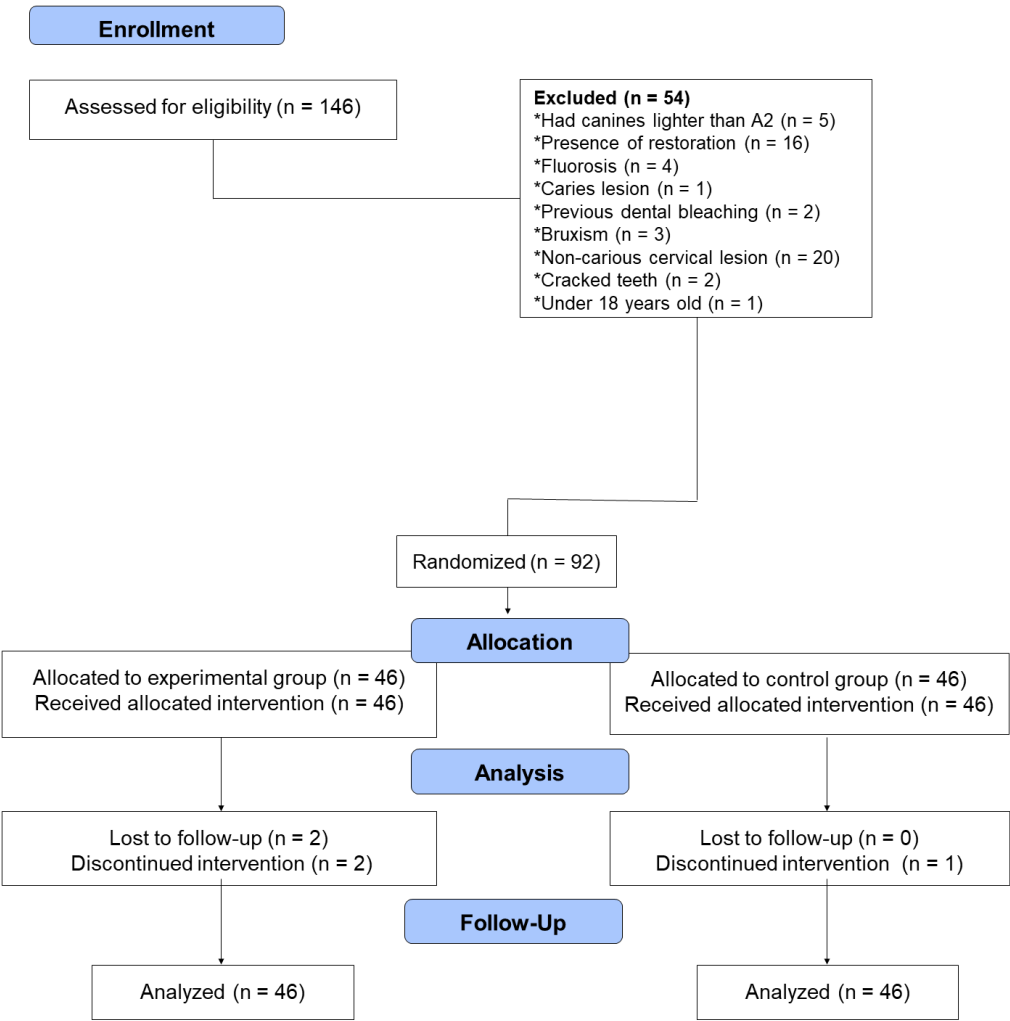 Enrollment
Assessed for eligibility (n = 146)
Excluded (n = 54)
*Had canines lighter than A2 (n = 5)
*Presence of restoration (n = 16)
*Fluorosis (n = 4)
*Caries lesion (n = 1)
*Previous dental bleaching (n = 2)
*Bruxism (n = 3)
*Non-carious cervical lesion (n = 20)
*Cracked teeth (n = 2)
*Under 18 years old (n = 1)
Randomized (n = 92)
Allocation
Allocated to experimental group (n = 46)
Received allocated intervention (n = 46)
Allocated to control group (n = 46)
Received allocated intervention (n = 46)
Analysis
Lost to follow-up (n = 2)
Discontinued intervention (n = 2)
Lost to follow-up (n = 0)
Discontinued intervention (n = 1)
Follow-Up
Analyzed (n = 46)
Analyzed (n = 46)